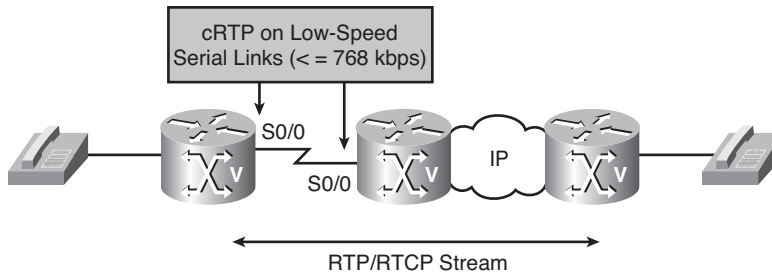 cRTP on Low-Speed
Serial Links (< = 768 kbps)
S0/0
S0/0
V
V
IP
V
RTP/RTCP Stream